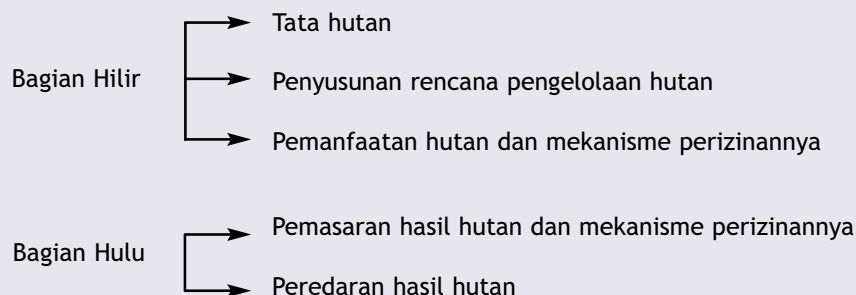 Tata hutan
Bagian Hilir
Penyusunan rencana pengelolaan hutan
Pemanfaatan hutan dan mekanisme perizinannya
Pemasaran hasil hutan dan mekanisme perizinannya
Bagian Hulu
Peredaran hasil hutan